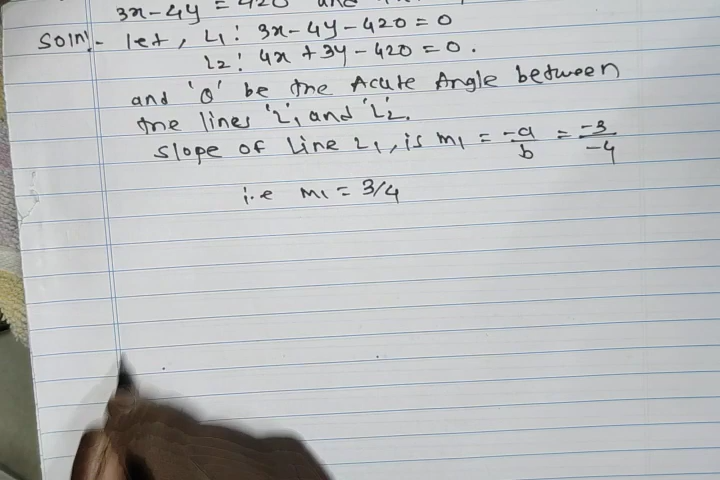 3x-4y = 420 and
Soln:- let, L1: 3x-4y-420=0
L2: 4x+3y-420=0.
and 'θ' be the Acute Angle between
the lines 'L1' and 'L2'.
Slope of Line L1, is m1 = -a/b = -3/-4
i.e m1 = 3/4